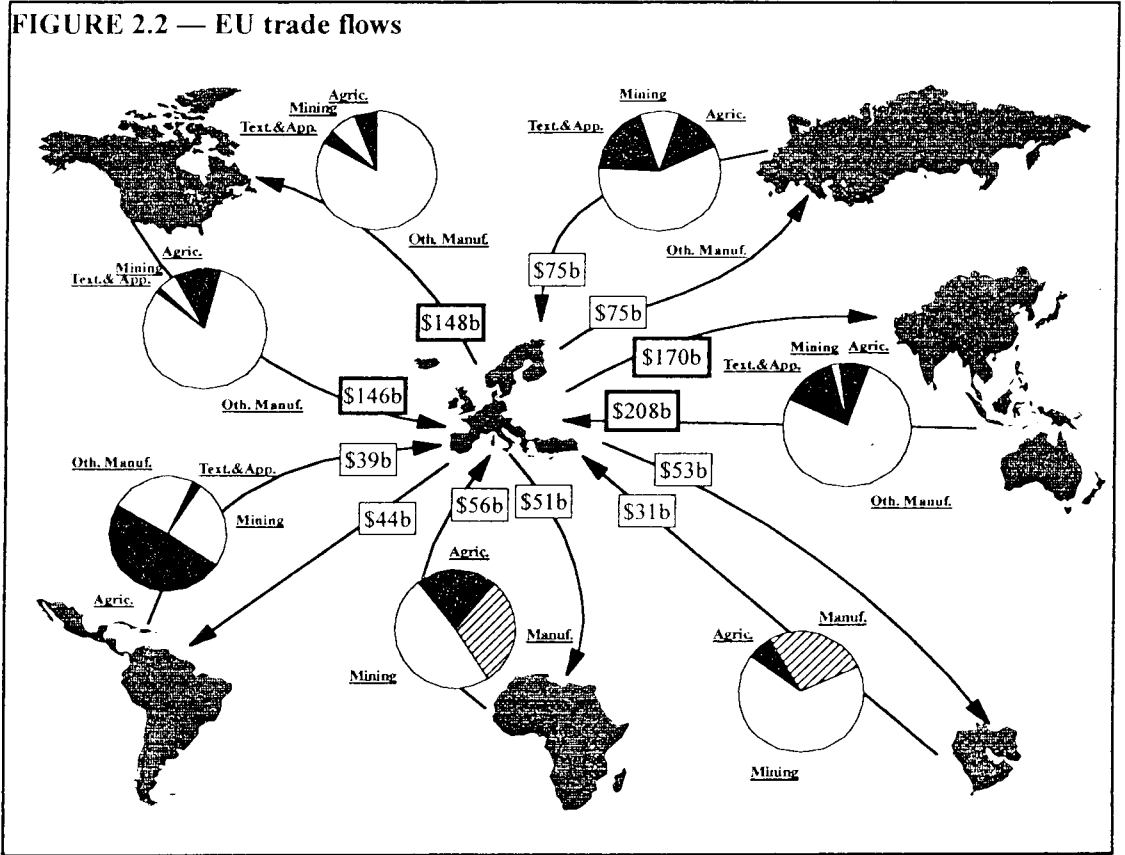 FIGURE 2.2 — EU trade flows
Agric.
Mining
Text.&App.
Oth. Manuf.
Mining
Text.&App.
Agric.
Oth. Manuf.
$75b
$75b
Agric.
Mining
Text.& App.
Oth. Manuf.
$148b
$146b
$170b
$208b
Mining
Agric.
Text.&App.
Oth. Manuf.
Oth. Manuf.
Text.&App.
Mining
Agric.
$39b
$44b
$56b
$51b
$31b
$53b
Agric.
Manuf.
Mining
Agric.
Manuf.
Mining